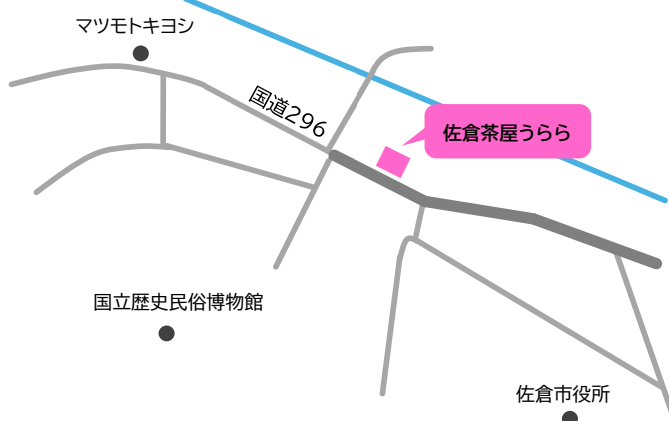 マツモトキヨシ
国道296
佐倉茶屋うらら
国立歴史民俗博物館
佐倉市役所